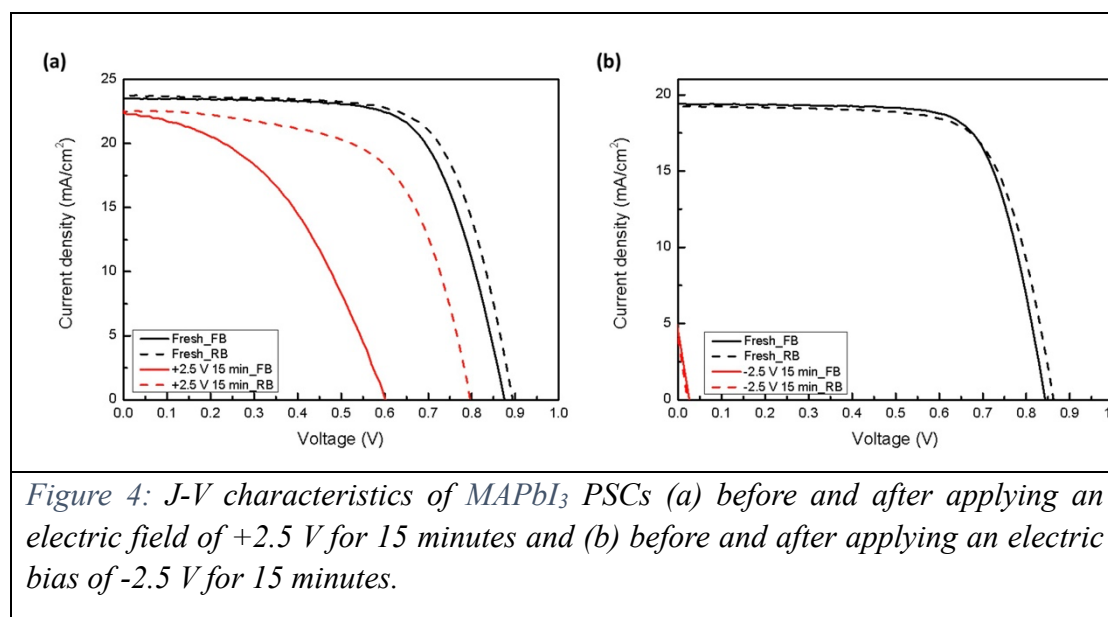 (a)
25
20
15
10
5
0
Current density (mA/cm²)
Fresh_FB
Fresh_RB
+2.5 V 15 min_FB
+2.5 V 15 min_RB
0.0 0.1 0.2 0.3 0.4 0.5 0.6 0.7 0.8 0.9 1.0
Voltage (V)
(b)
20
15
10
5
0
Current density (mA/cm²)
Fresh_FB
Fresh_RB
-2.5 V 15 min_FB
-2.5 V 15 min_RB
0.0 0.1 0.2 0.3 0.4 0.5 0.6 0.7 0.8 0.9 1
Voltage (V)
Figure 4: J-V characteristics of MAPbI₃ PSCs (a) before and after applying an
electric field of +2.5 V for 15 minutes and (b) before and after applying an electric
bias of -2.5 V for 15 minutes.